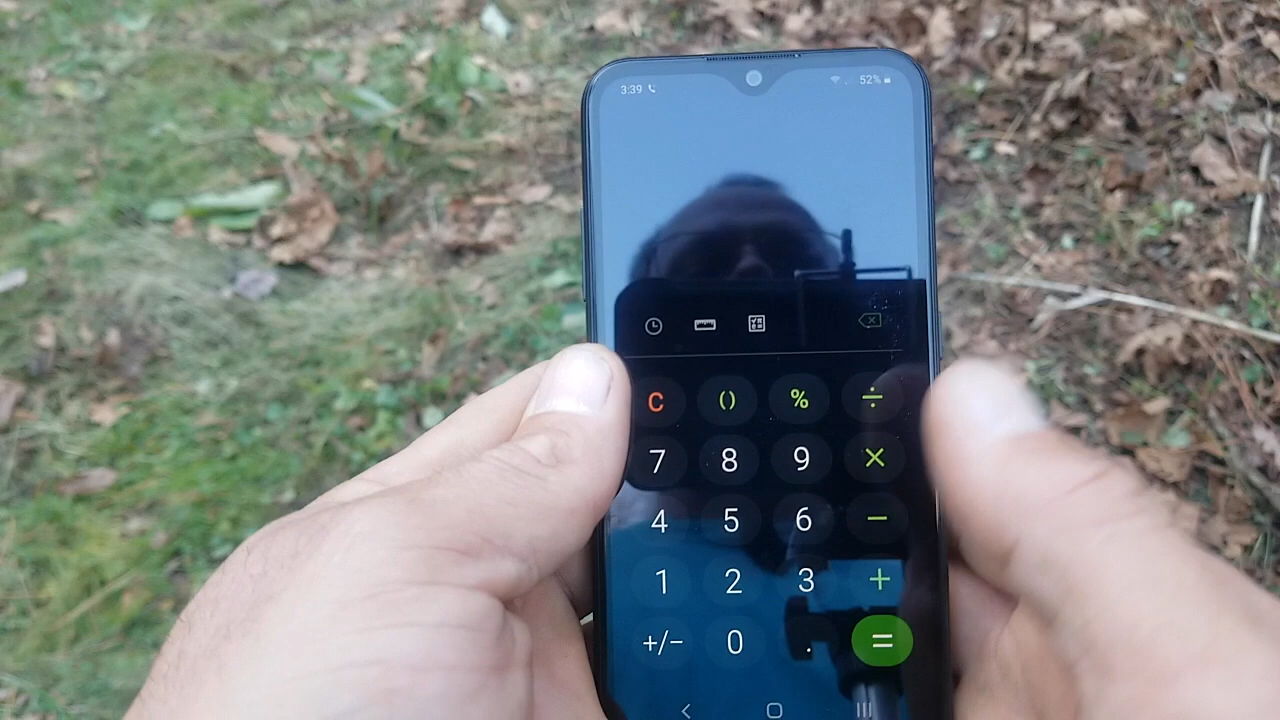 3:39 52%
C () % ÷
7 8 9 ×
4 5 6 −
1 2 3 +
+/− 0 . =